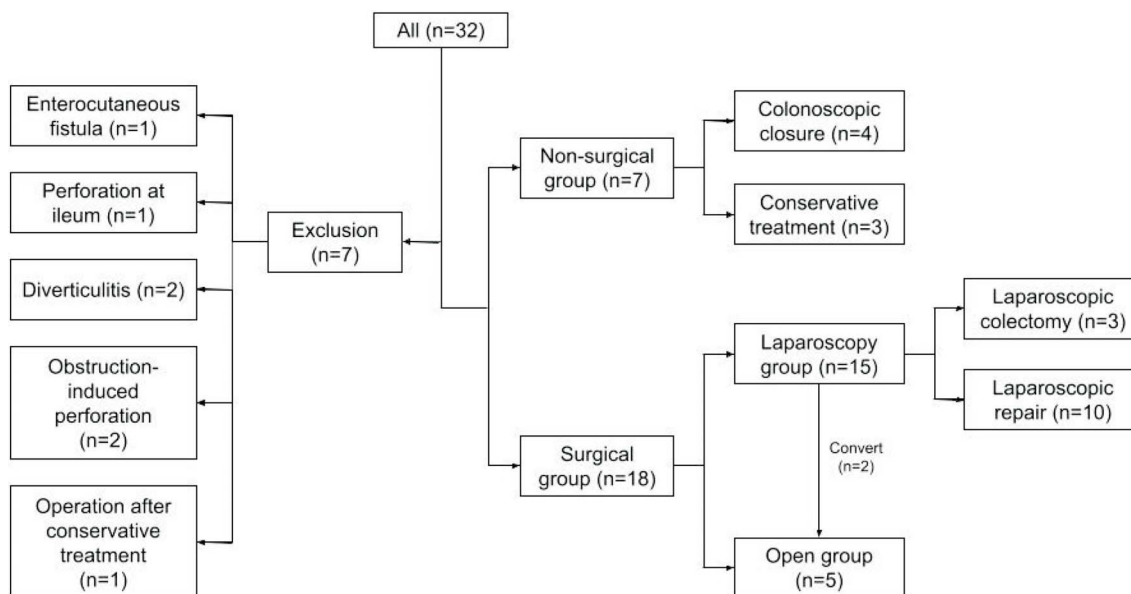 All (n=32)
Enterocutaneous
fistula (n=1)
Perforation at
ileum (n=1)
Diverticulitis (n=2)
Obstruction-
induced
perforation
(n=2)
Operation after
conservative
treatment
(n=1)
Exclusion
(n=7)
Non-surgical
group (n=7)
Colonoscopic
closure (n=4)
Conservative
treatment (n=3)
Surgical
group (n=18)
Laparoscopy
group (n=15)
Laparoscopic
colectomy (n=3)
Laparoscopic
repair (n=10)
Convert
(n=2)
Open group
(n=5)